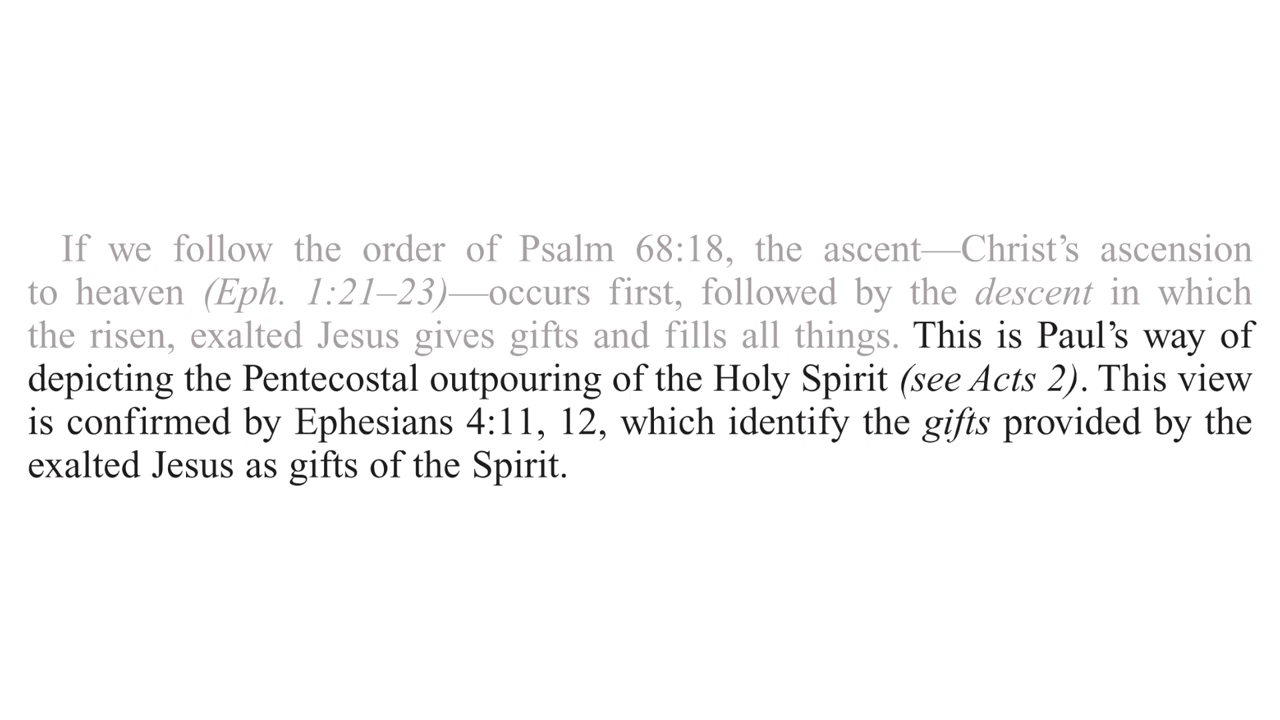 If we follow the order of Psalm 68:18, the ascent—Christ’s ascension
to heaven (Eph. 1:21–23)—occurs first, followed by the descent in which
the risen, exalted Jesus gives gifts and fills all things. This is Paul’s way of
depicting the Pentecostal outpouring of the Holy Spirit (see Acts 2). This view
is confirmed by Ephesians 4:11, 12, which identify the gifts provided by the
exalted Jesus as gifts of the Spirit.